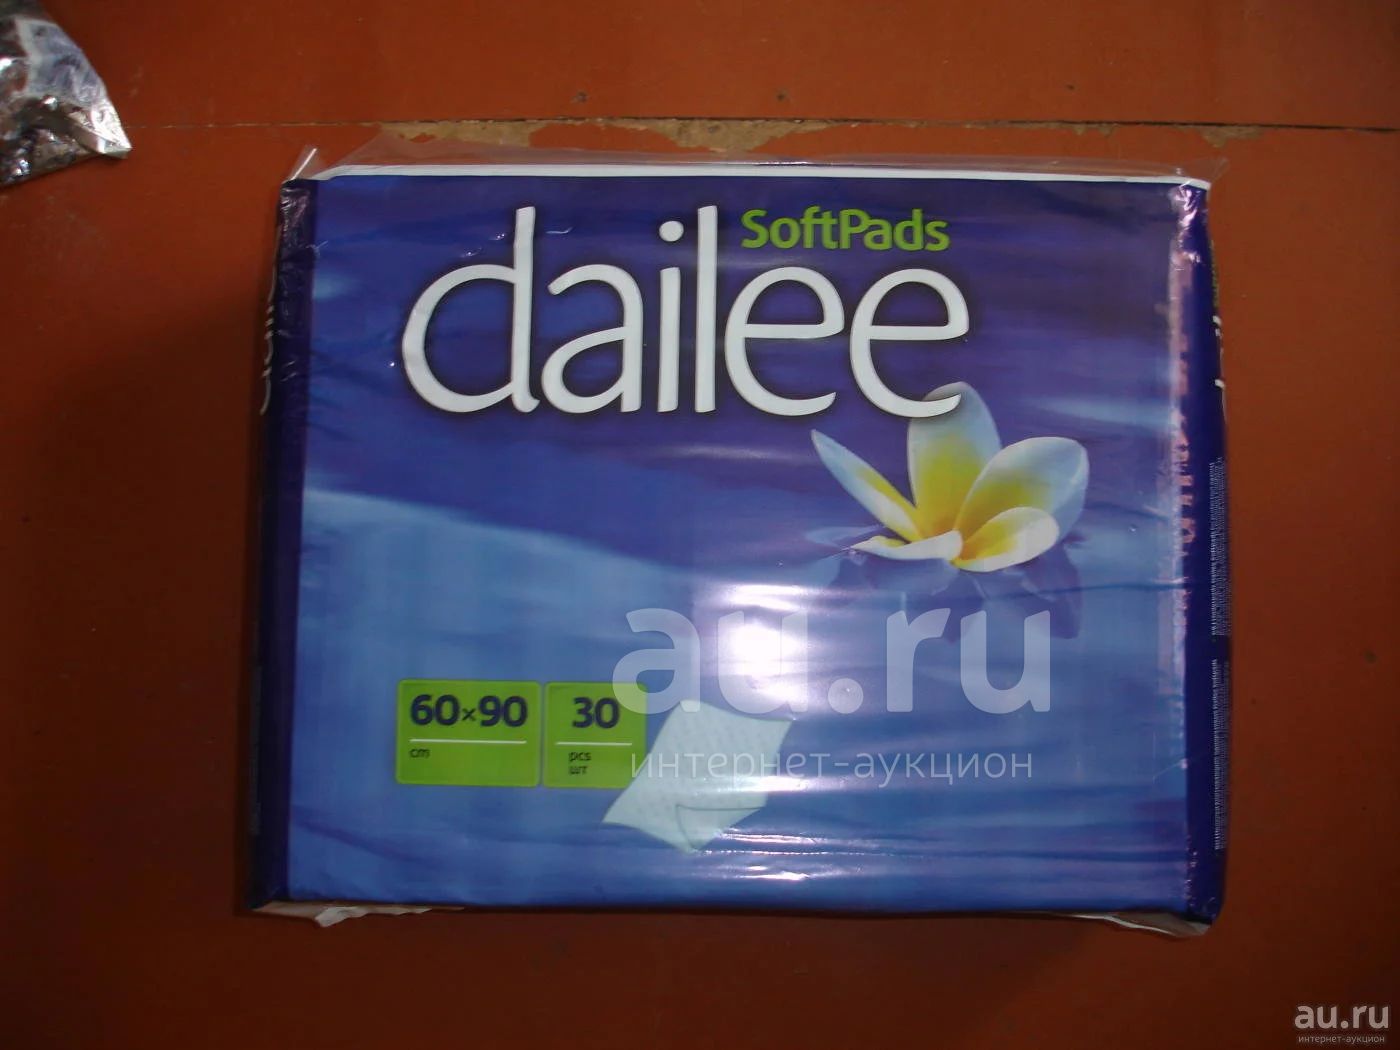 SoftPads
dailee
60×90
cm
30
pcs
шт
au.ru
интернет-аукцион
au.ru
интернет-аукцион